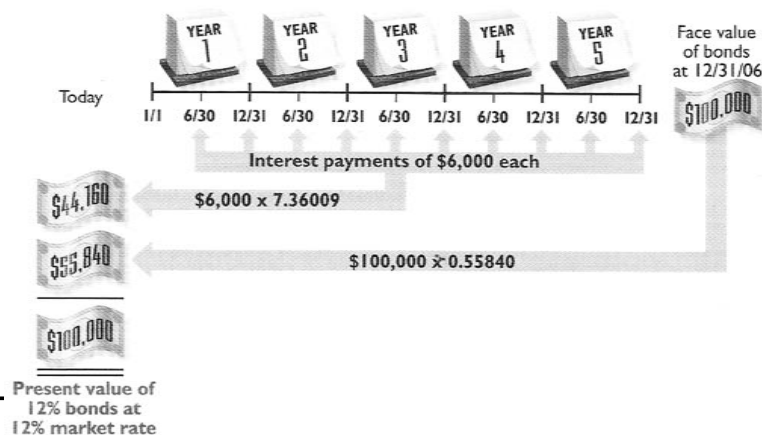 YEAR 1
YEAR 2
YEAR 3
YEAR 4
YEAR 5
Face value
of bonds
at 12/31/06
$100,000
Today
1/1 6/30 12/31 6/30 12/31 6/30 12/31 6/30 12/31 6/30 12/31
Interest payments of $6,000 each
$44,160
$6,000 x 7.36009
$55,840
$100,000 x 0.55840
$100,000
Present value of
12% bonds at
12% market rate